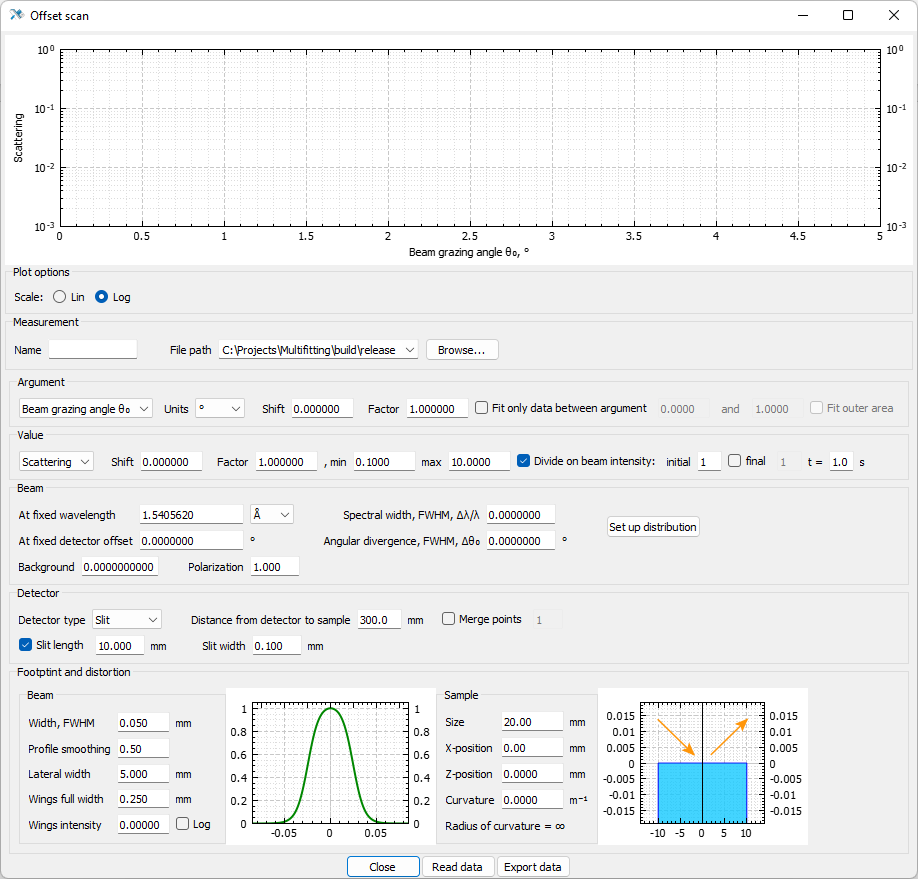 Offset scan
10⁰ 10⁰
10⁻¹ 10⁻¹
Scattering
10⁻² 10⁻²
10⁻³ 10⁻³
0 0.5 1 1.5 2 2.5 3 3.5 4 4.5 5
Beam grazing angle θ₀, °
Plot options
Scale: Lin Log
Measurement
Name File path C:\Projects\Multifitting\build\release Browse...
Argument
Beam grazing angle θ₀ Units ° Shift 0.000000 Factor 1.000000 Fit only data between argument 0.0000 and 1.0000 Fit outer area
Value
Scattering Shift 0.000000 Factor 1.000000 , min 0.1000 max 10.0000 Divide on beam intensity: initial 1 final 1 t = 1.0 s
Beam
At fixed wavelength 1.5405620 Å Spectral width, FWHM, Δλ/λ 0.0000000
Set up distribution
At fixed detector offset 0.0000000 ° Angular divergence, FWHM, Δθ₀ 0.0000000 °
Background 0.0000000000 Polarization 1.000
Detector
Detector type Slit Distance from detector to sample 300.0 mm Merge points 1
Slit length 10.000 mm Slit width 0.100 mm
Footptint and distortion
Beam
Width, FWHM 0.050 mm
Profile smoothing 0.50
Lateral width 5.000 mm
Wings full width 0.250 mm
Wings intensity 0.00000 Log
1 1
0.8 0.8
0.6 0.6
0.4 0.4
0.2 0.2
0 0
-0.05 0 0.05
Sample
Size 20.00 mm
X-position 0.00 mm
Z-position 0.0000 mm
Curvature 0.0000 m⁻¹
Radius of curvature = ∞
0.015 0.015
0.01 0.01
0.005 0.005
0 0
-0.005 -0.005
-0.01 -0.01
-0.015 -0.015
-10 -5 0 5 10
Close Read data Export data